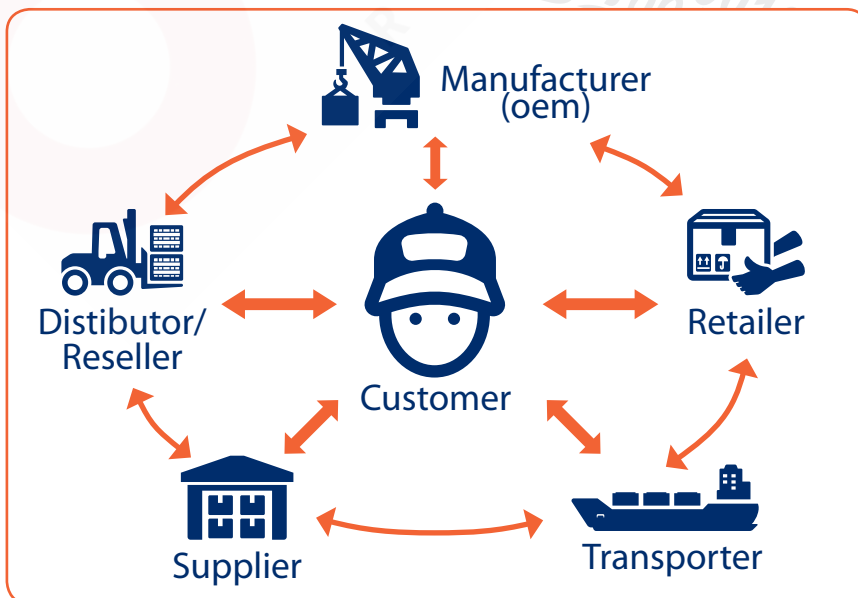 Manufacturer
(oem)
Distibutor/
Reseller
Retailer
Customer
Supplier
Transporter